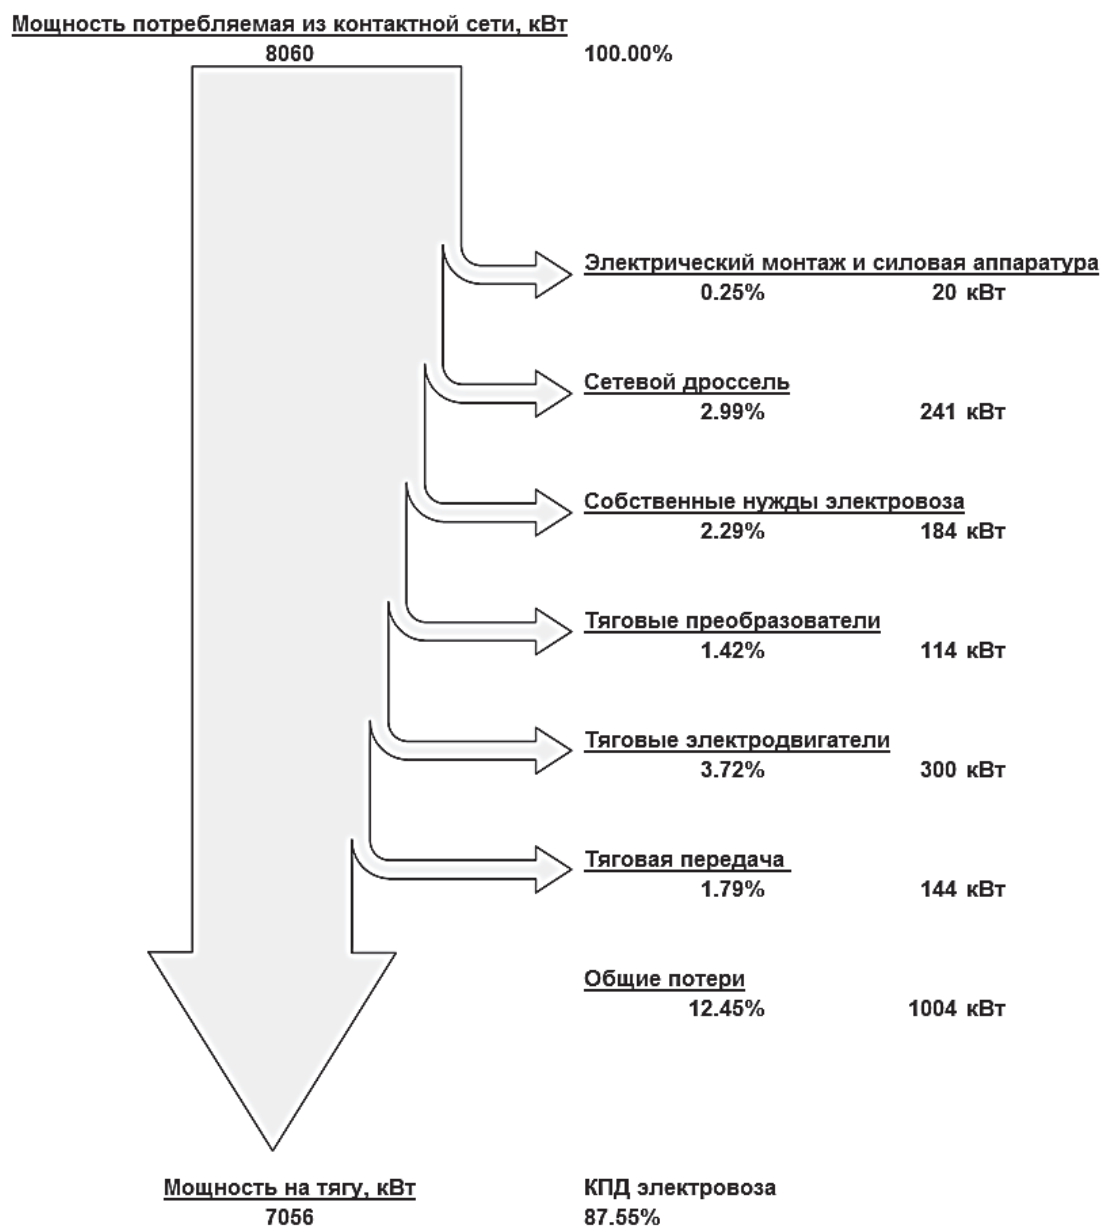 Мощность потребляемая из контактной сети, кВт
8060 100.00%
Электрический монтаж и силовая аппаратура
0.25% 20 кВт
Сетевой дроссель
2.99% 241 кВт
Собственные нужды электровоза
2.29% 184 кВт
Тяговые преобразователи
1.42% 114 кВт
Тяговые электродвигатели
3.72% 300 кВт
Тяговая передача
1.79% 144 кВт
Общие потери
12.45% 1004 кВт
Мощность на тягу, кВт КПД электровоза
7056 87.55%